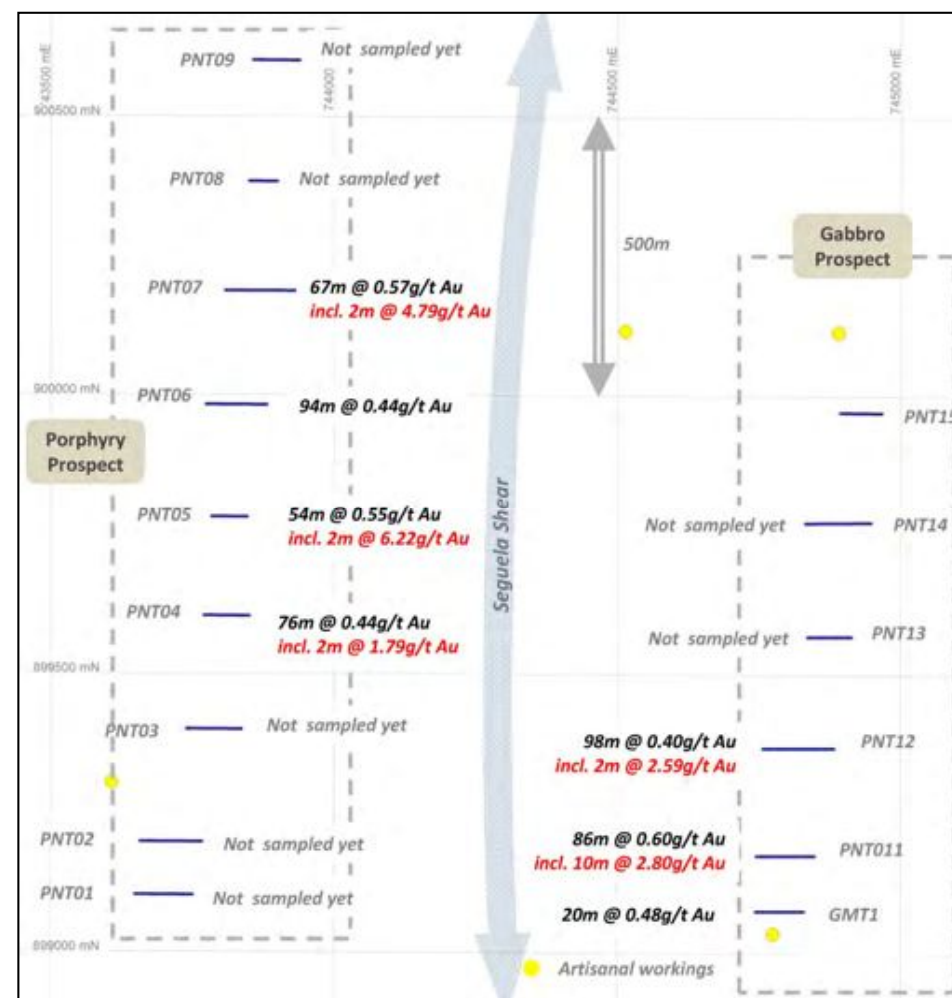 743500 mE
744000
744500 mE
745000
PNT09
Not sampled yet
900500 mN
PNT08
Not sampled yet
500m
Gabbro
Prospect
PNT07
67m @ 0.57g/t Au
incl. 2m @ 4.79g/t Au
900000 mN
PNT06
94m @ 0.44g/t Au
PNT15
Porphyry
Prospect
PNT05
54m @ 0.55g/t Au
incl. 2m @ 6.22g/t Au
Seguela Shear
Not sampled yet
PNT14
PNT04
76m @ 0.44g/t Au
incl. 2m @ 1.79g/t Au
Not sampled yet
PNT13
899500 mN
PNT03
Not sampled yet
98m @ 0.40g/t Au
incl. 2m @ 2.59g/t Au
PNT12
PNT02
Not sampled yet
86m @ 0.60g/t Au
incl. 10m @ 2.80g/t Au
PNT011
PNT01
Not sampled yet
20m @ 0.48g/t Au
GMT1
899000 mN
Artisanal workings